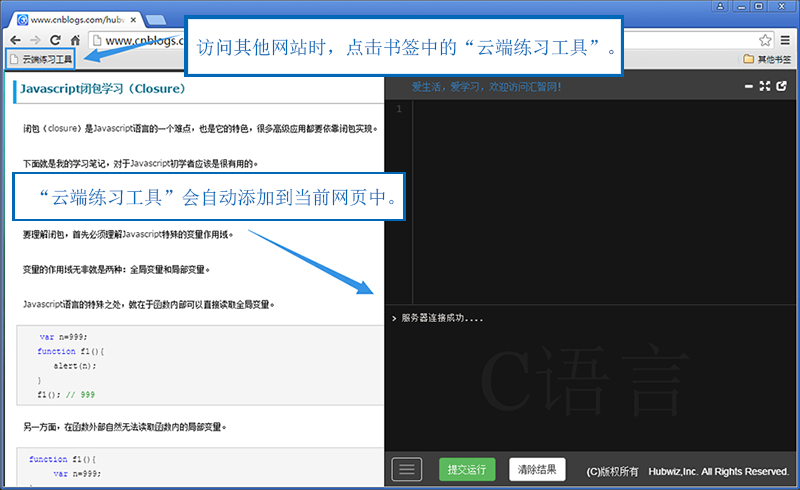 www.cnblogs.com/hubw
www.cnblogs.c
访问其他网站时，点击书签中的“云端练习工具”。
云端练习工具
其他书签
Javascript闭包学习（Closure）
爱生活，爱学习，欢迎访问汇智网！
1
闭包（closure）是Javascript语言的一个难点，也是它的特色，很多高级应用都要依靠闭包实现。
下面就是我的学习笔记，对于Javascript初学者应该是很有用的。
“云端练习工具”会自动添加到当前网页中。
要理解闭包，首先必须理解Javascript特殊的变量作用域。
变量的作用域无非就是两种：全局变量和局部变量。
Javascript语言的特殊之处，就在于函数内部可以直接读取全局变量。
> 服务器连接成功....
var n=999;
function f1(){
alert(n);
}
f1(); // 999
C语言
另一方面，在函数外部自然无法读取函数内的局部变量。
function f1(){
var n=999;
提交运行
清除结果
(C)版权所有 Hubwiz,Inc. All Rights Reserved.